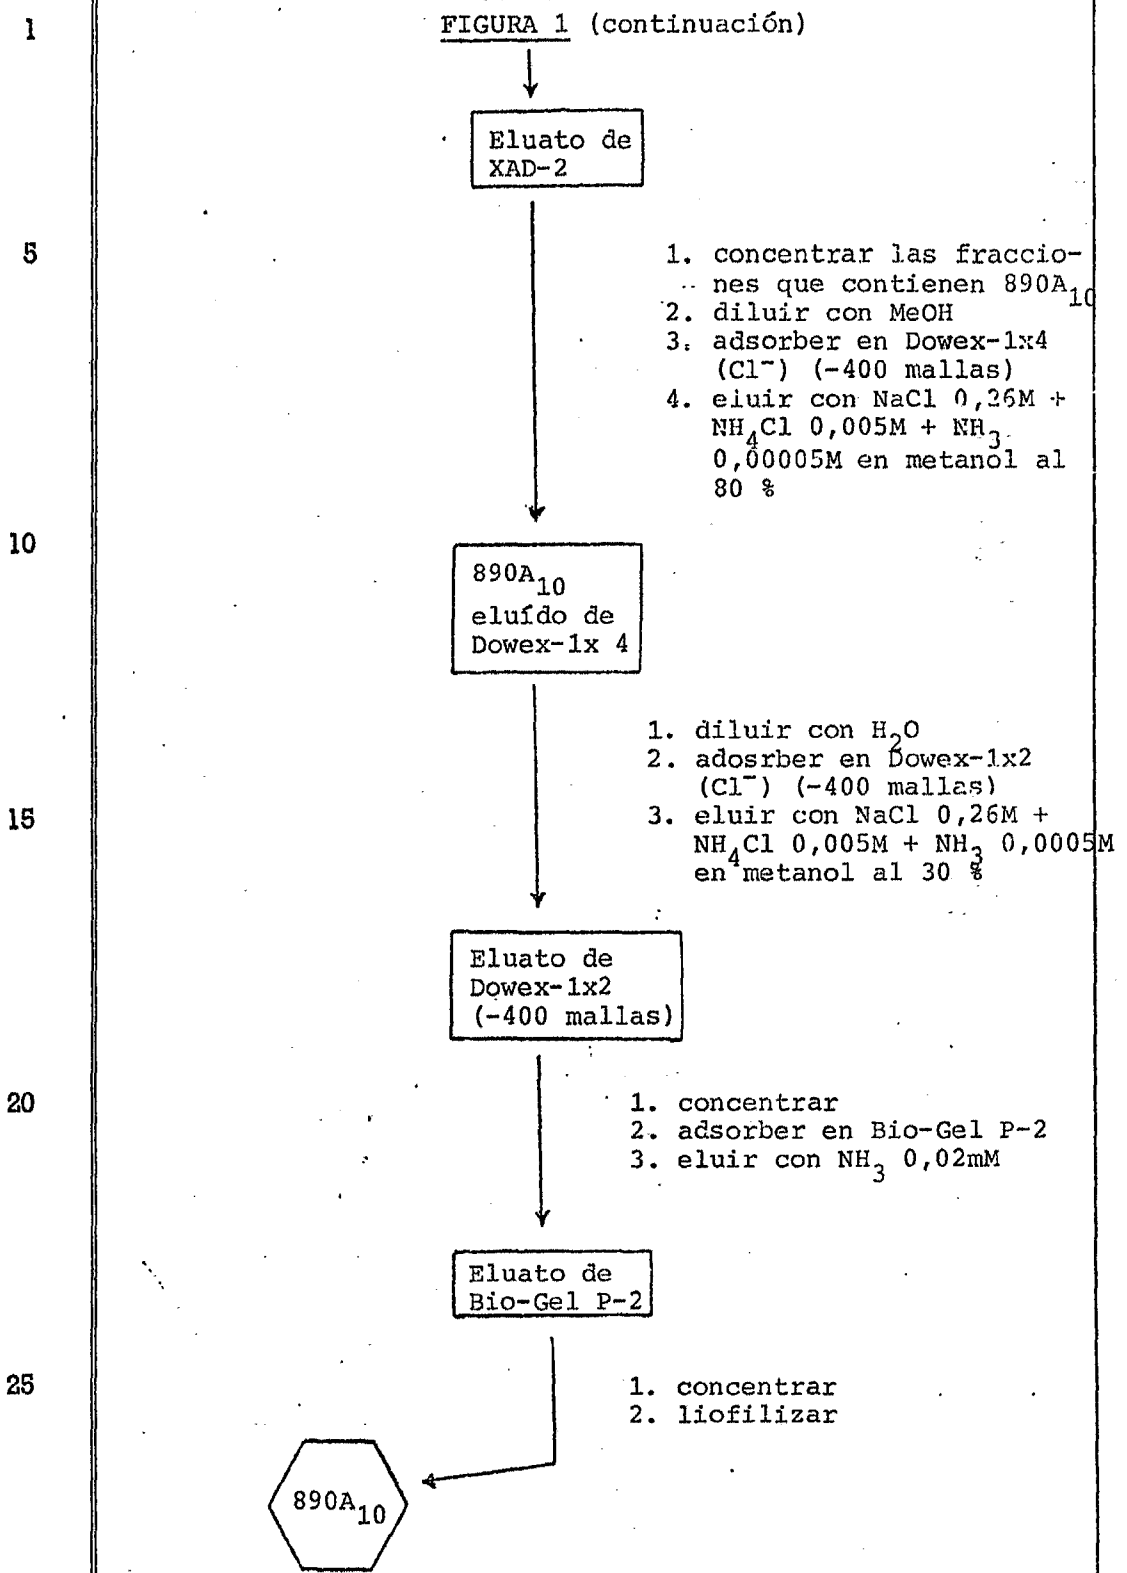 1
FIGURA 1 (continuación)
Eluato de
XAD-2
5
1. concentrar las fraccio-
nes que contienen 890A10
2. diluir con MeOH
3. adsorber en Dowex-1x4
(Cl-) (-400 mallas)
4. eluir con NaCl 0,26M +
NH4Cl 0,005M + NH3
0,00005M en metanol al
80 %
10
890A10
eluído de
Dowex-1x 4
1. diluir con H2O
2. adosrber en Dowex-1x2
(Cl-) (-400 mallas)
15
3. eluir con NaCl 0,26M +
NH4Cl 0,005M + NH3 0,0005M
en metanol al 30 %
Eluato de
Dowex-1x2
(-400 mallas)
20
1. concentrar
2. adsorber en Bio-Gel P-2
3. eluir con NH3 0,02mM
Eluato de
Bio-Gel P-2
25
1. concentrar
2. liofilizar
890A10